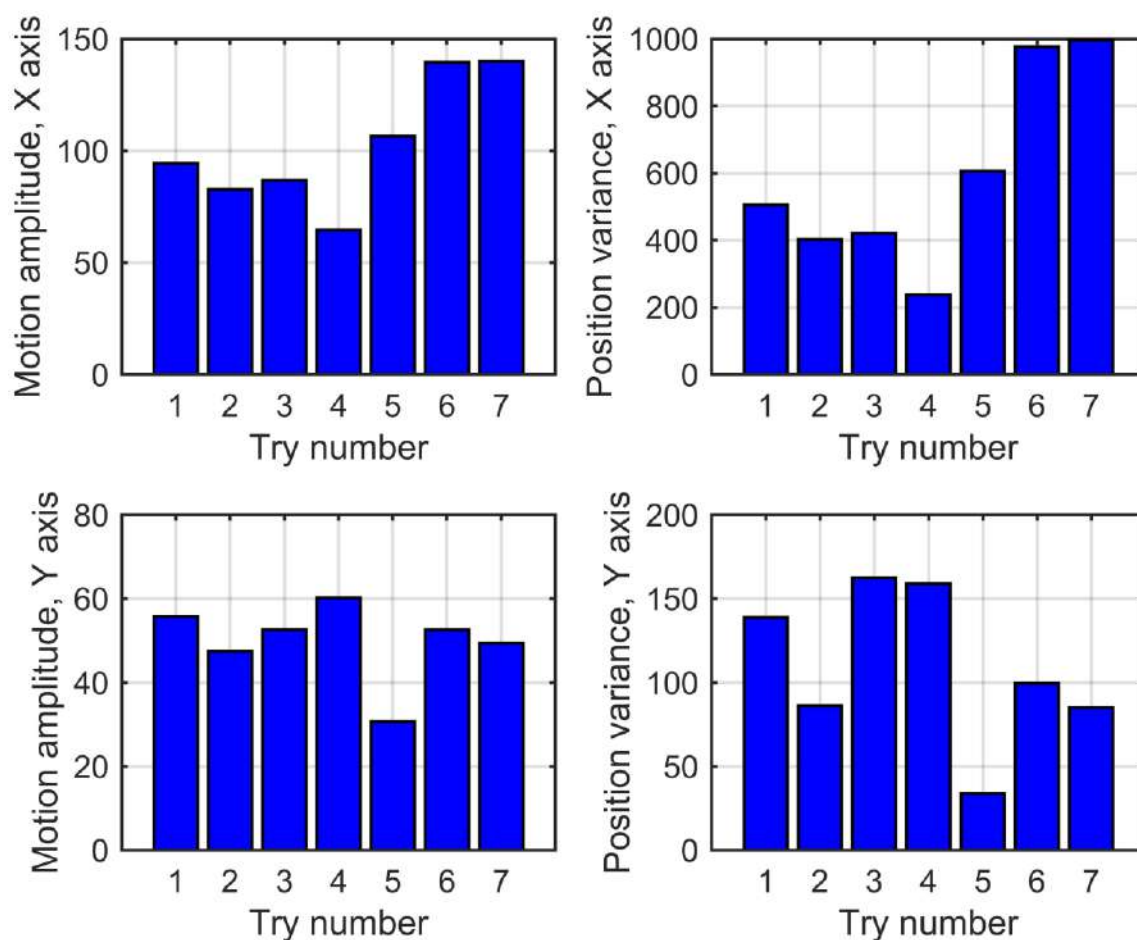 Motion amplitude, X axis
150
100
50
0
1 2 3 4 5 6 7
Try number
Position variance, X axis
1000
800
600
400
200
0
1 2 3 4 5 6 7
Try number
Motion amplitude, Y axis
80
60
40
20
0
1 2 3 4 5 6 7
Try number
Position variance, Y axis
200
150
100
50
0
1 2 3 4 5 6 7
Try number